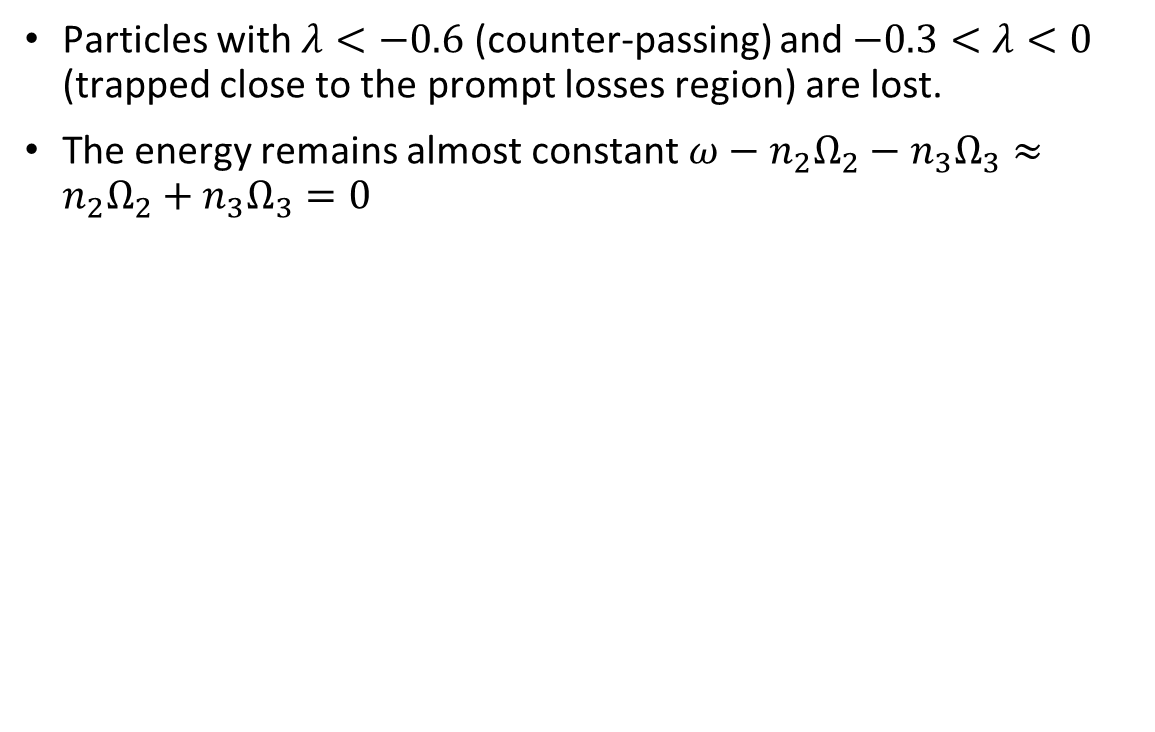 • Particles with 𝜆 < −0.6 (counter-passing) and −0.3 < 𝜆 < 0
(trapped close to the prompt losses region) are lost.
• The energy remains almost constant 𝜔 − 𝑛₂Ω₂ − 𝑛₃Ω₃ ≈
𝑛₂Ω₂ + 𝑛₃Ω₃ = 0